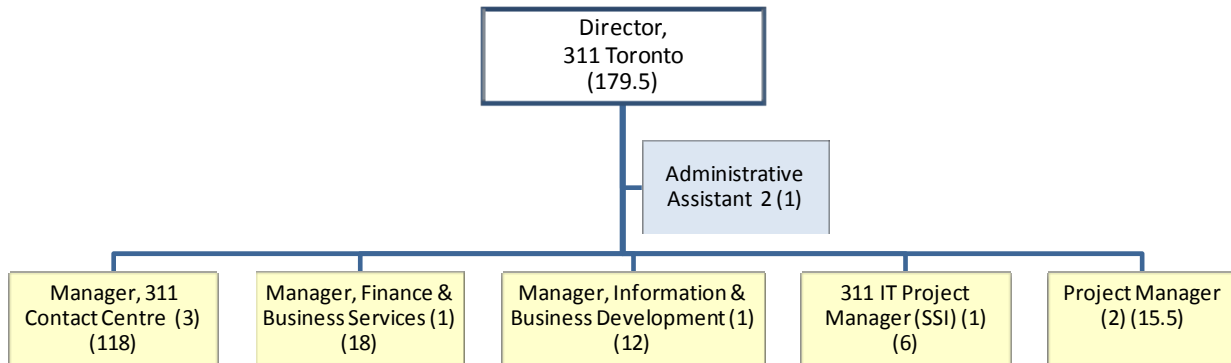 Director,
311 Toronto
(179.5)
Administrative
Assistant 2 (1)
Manager, 311
Contact Centre (3)
(118)
Manager, Finance &
Business Services (1)
(18)
Manager, Information &
Business Development (1)
(12)
311 IT Project
Manager (SSI) (1)
(6)
Project Manager
(2) (15.5)